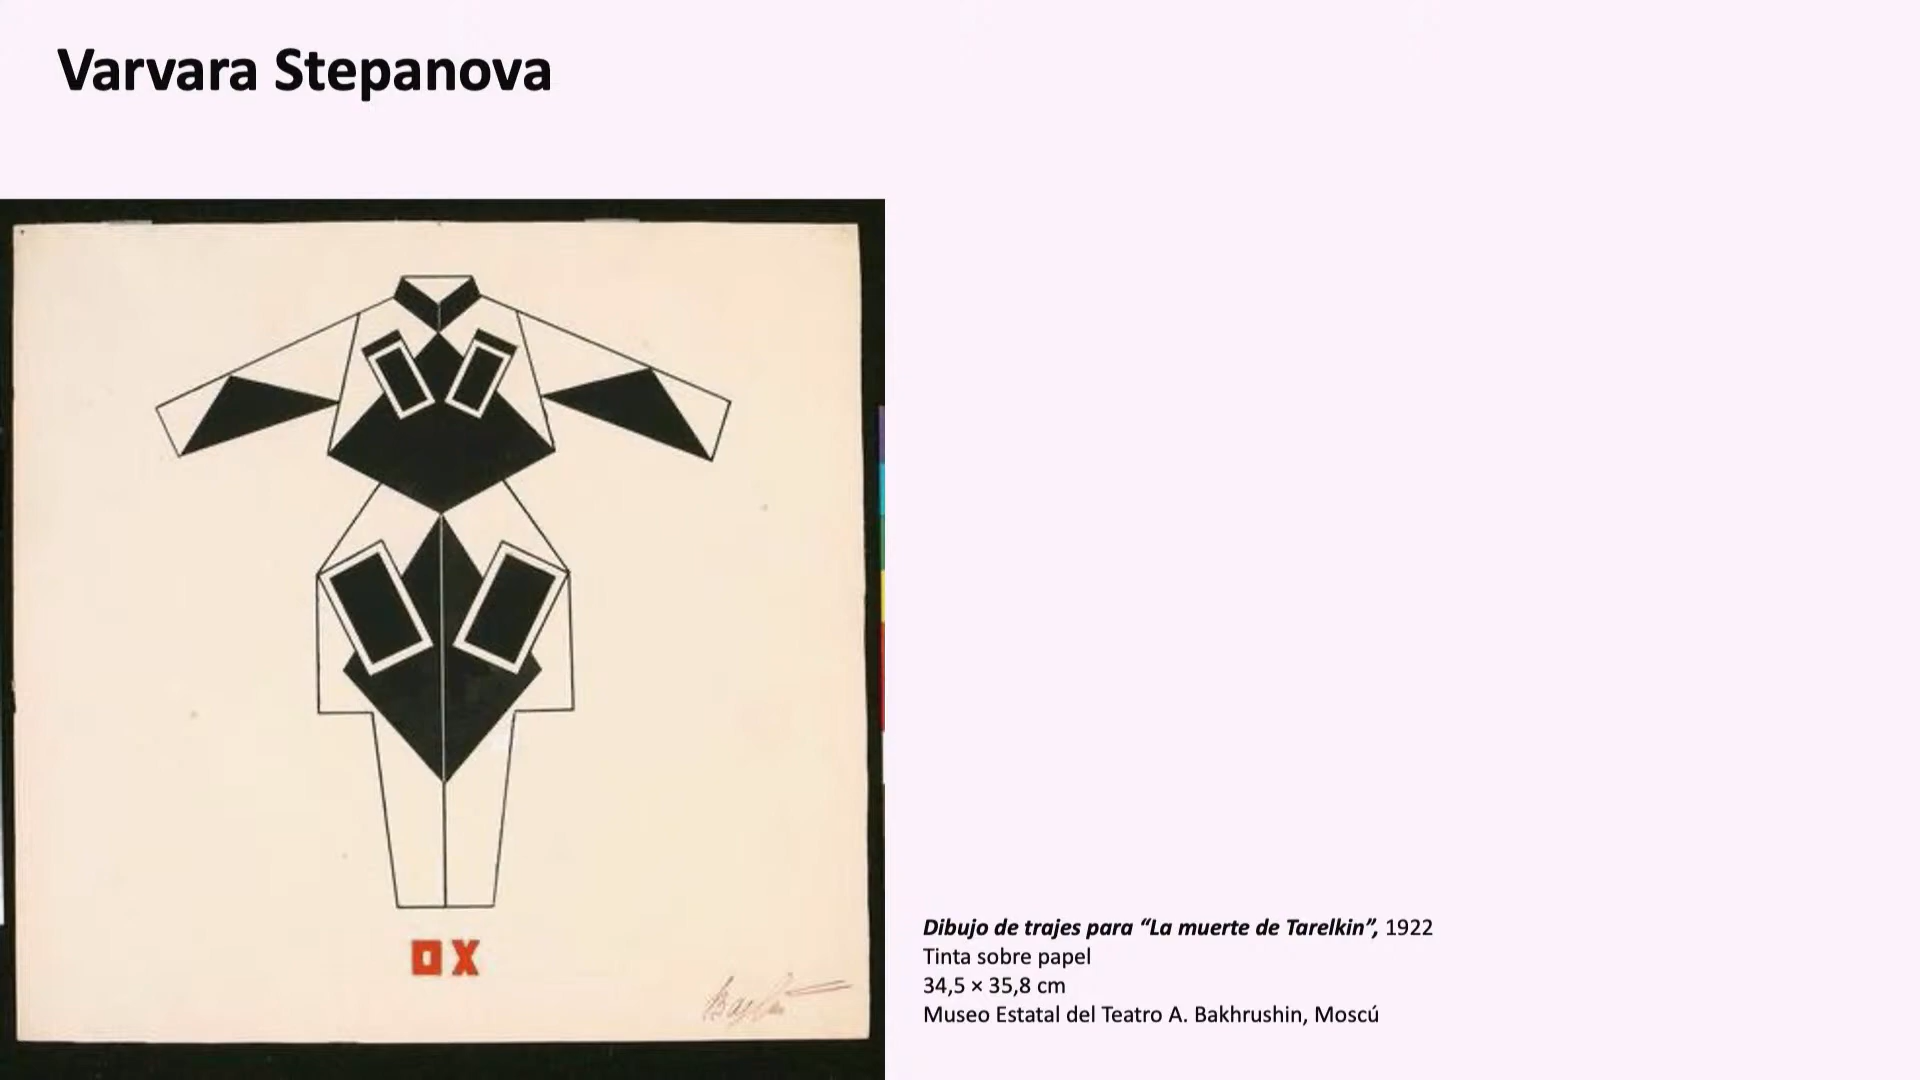 Varvara Stepanova
ОХ
Dibujo de trajes para “La muerte de Tarelkin”, 1922
Tinta sobre papel
34,5 × 35,8 cm
Museo Estatal del Teatro A. Bakhrushin, Moscú